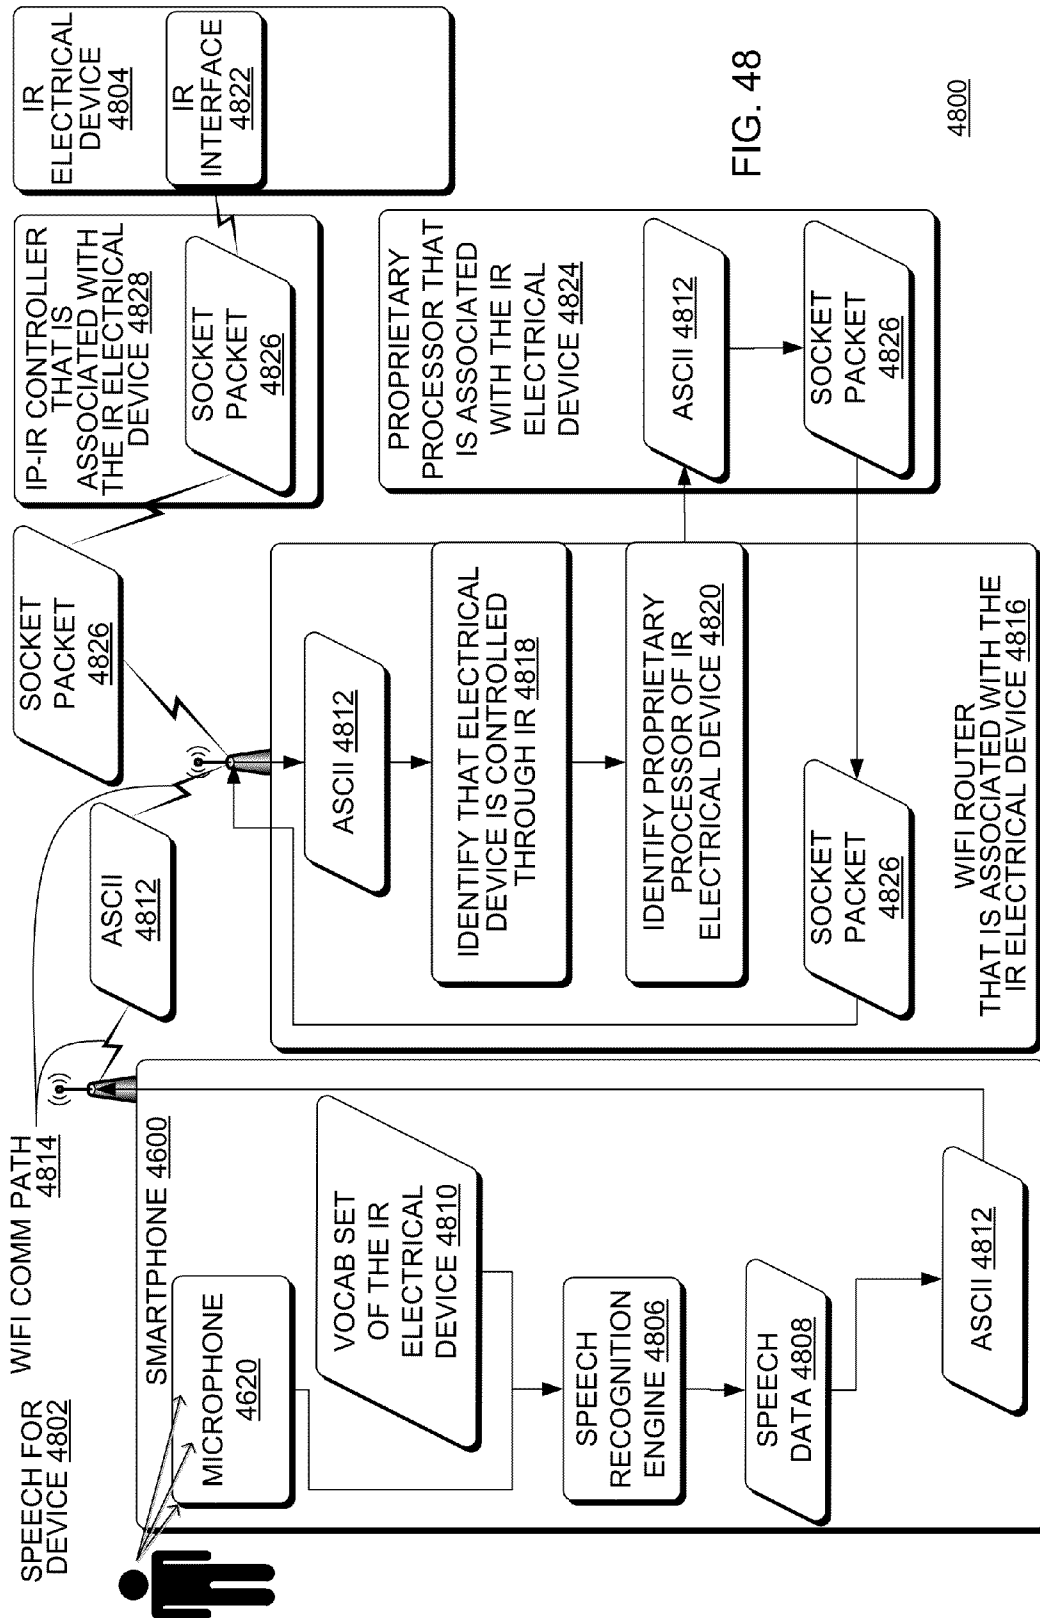 SPEECH FOR
DEVICE 4802
WIFI COMM PATH
4814
SMARTPHONE 4600
MICROPHONE
4620
VOCAB SET
OF THE IR
ELECTRICAL
DEVICE 4810
SPEECH
RECOGNITION
ENGINE 4806
SPEECH
DATA 4808
ASCII 4812
ASCII
4812
SOCKET
PACKET
4826
ASCII 4812
IDENTIFY THAT ELECTRICAL
DEVICE IS CONTROLLED
THROUGH IR 4818
IDENTIFY PROPRIETARY
PROCESSOR OF IR
ELECTRICAL DEVICE 4820
SOCKET
PACKET
4826
WIFI ROUTER
THAT IS ASSOCIATED WITH THE
IR ELECTRICAL DEVICE 4816
IP-IR CONTROLLER
THAT IS
ASSOCIATED WITH
THE IR ELECTRICAL
DEVICE 4828
SOCKET
PACKET
4826
PROPRIETARY
PROCESSOR THAT
IS ASSOCIATED
WITH THE IR
ELECTRICAL
DEVICE 4824
ASCII 4812
SOCKET
PACKET
4826
IR
ELECTRICAL
DEVICE
4804
IR
INTERFACE
4822
FIG. 48
4800